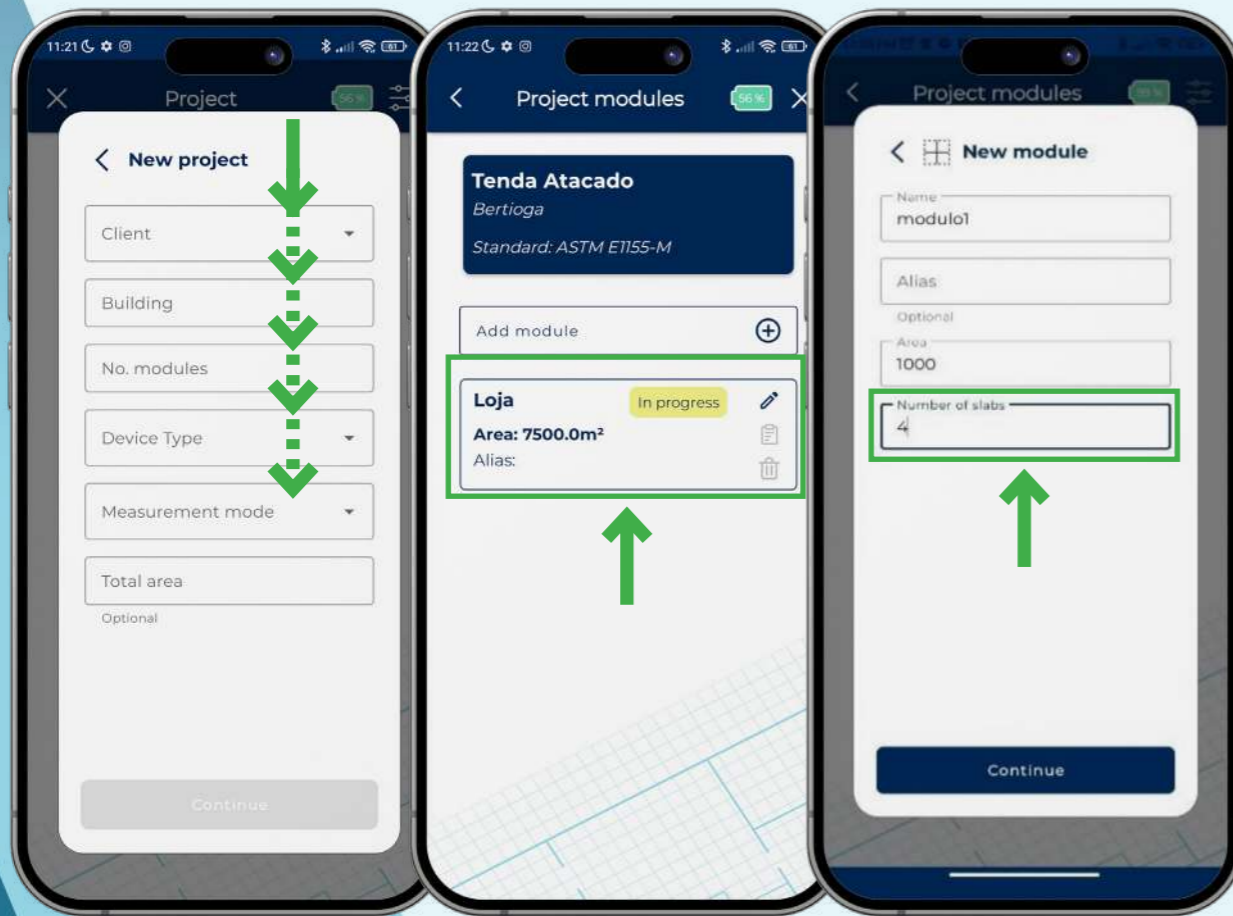 11:21
61
Project
56 %
New project
Client
Building
No. modules
Device Type
Measurement mode
Total area
Optional
Continue
11:22
61
Project modules
56 %
Tenda Atacado
Bertioga
Standard: ASTM E1155-M
Add module
Loja
In progress
Area: 7500.0m²
Alias:
Project modules
New module
Name
modulo1
Alias
Optional
Area
1000
Number of slabs
4
Continue